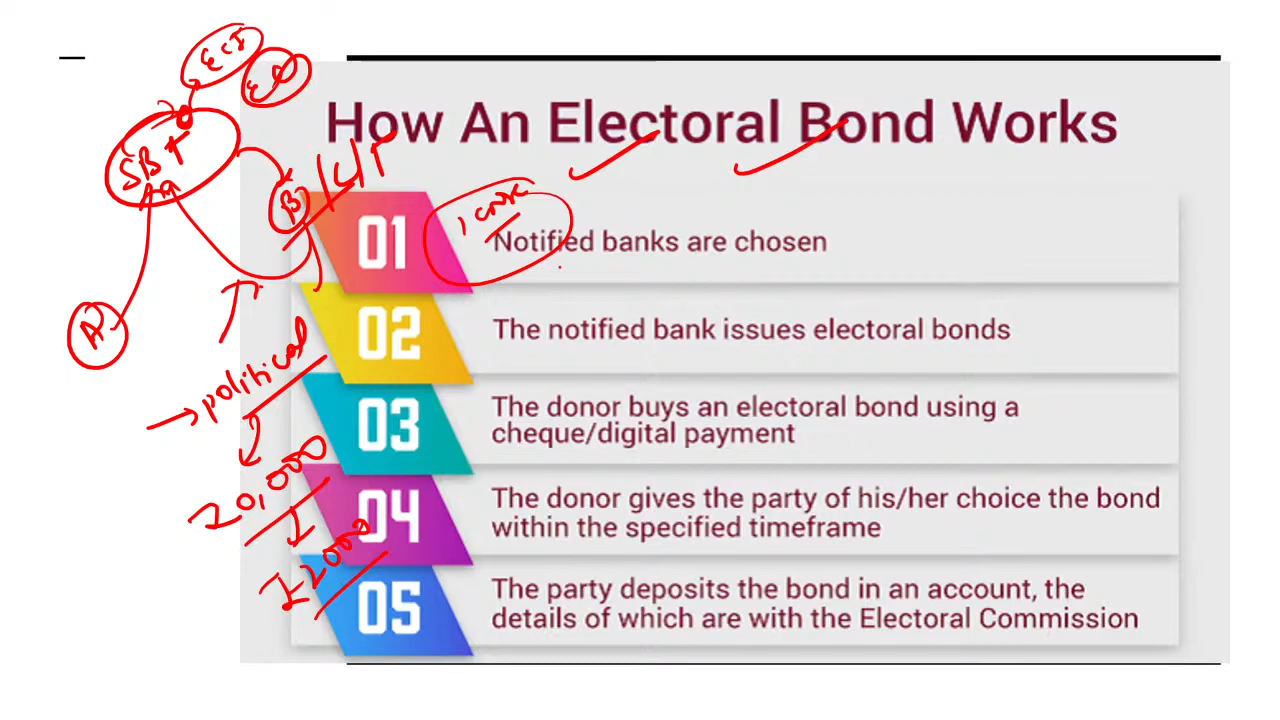 ECI
SBI
B/C/P
A
How An Electoral Bond Works
01
Notified banks are chosen
02
The notified bank issues electoral bonds
→ political
03
The donor buys an electoral bond using a
cheque/digital payment
20,000
04
The donor gives the party of his/her choice the bond
within the specified timeframe
2000
05
The party deposits the bond in an account, the
details of which are with the Electoral Commission